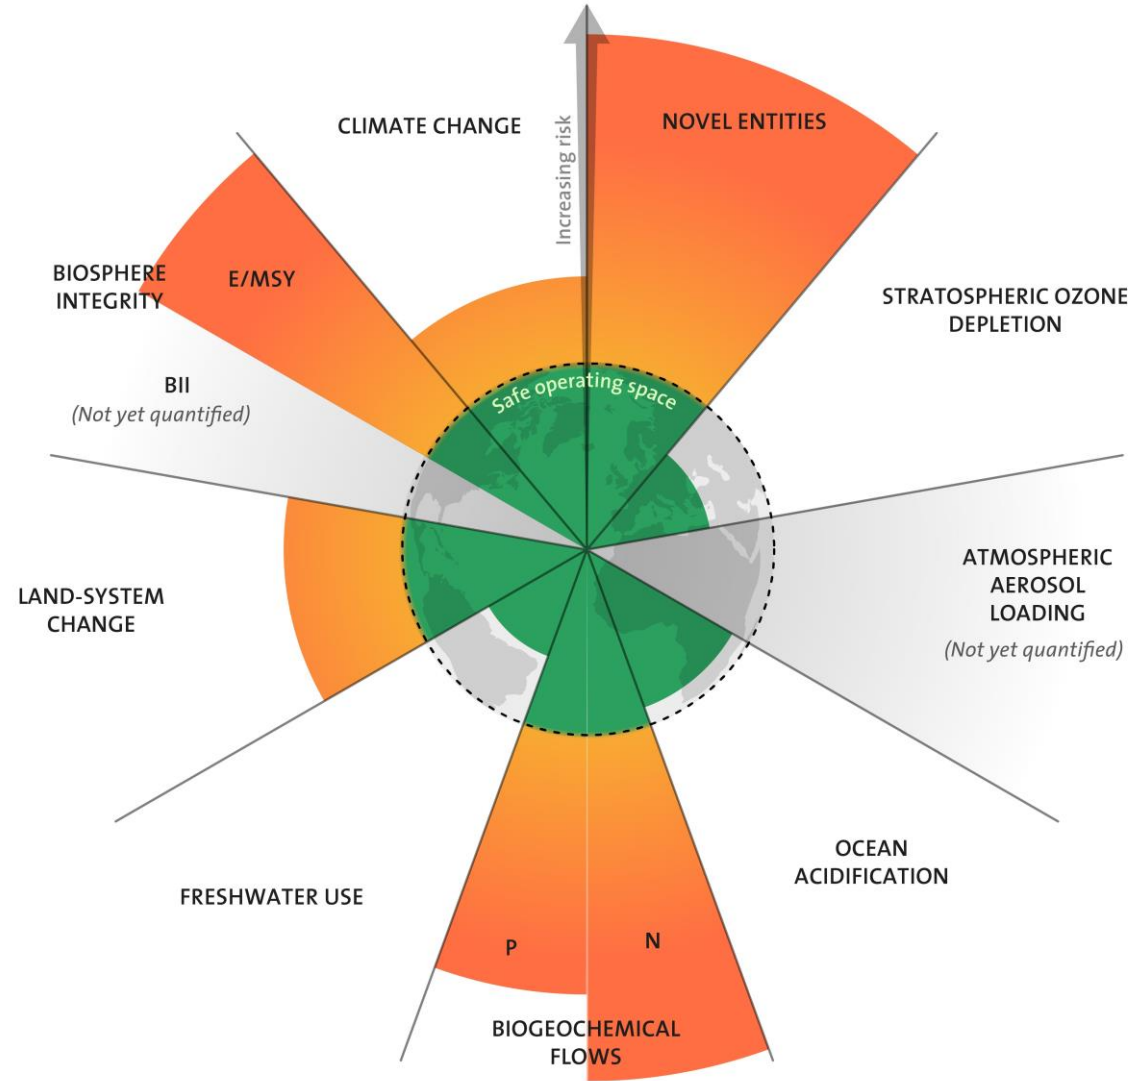 CLIMATE CHANGE
Increasing risk
NOVEL ENTITIES
BIOSPHERE
INTEGRITY
E/MSY
STRATOSPHERIC OZONE
DEPLETION
BII
(Not yet quantified)
Safe operating space
ATMOSPHERIC
AEROSOL
LOADING
(Not yet quantified)
LAND-SYSTEM
CHANGE
OCEAN
ACIDIFICATION
FRESHWATER USE
P
N
BIOGEOCHEMICAL
FLOWS